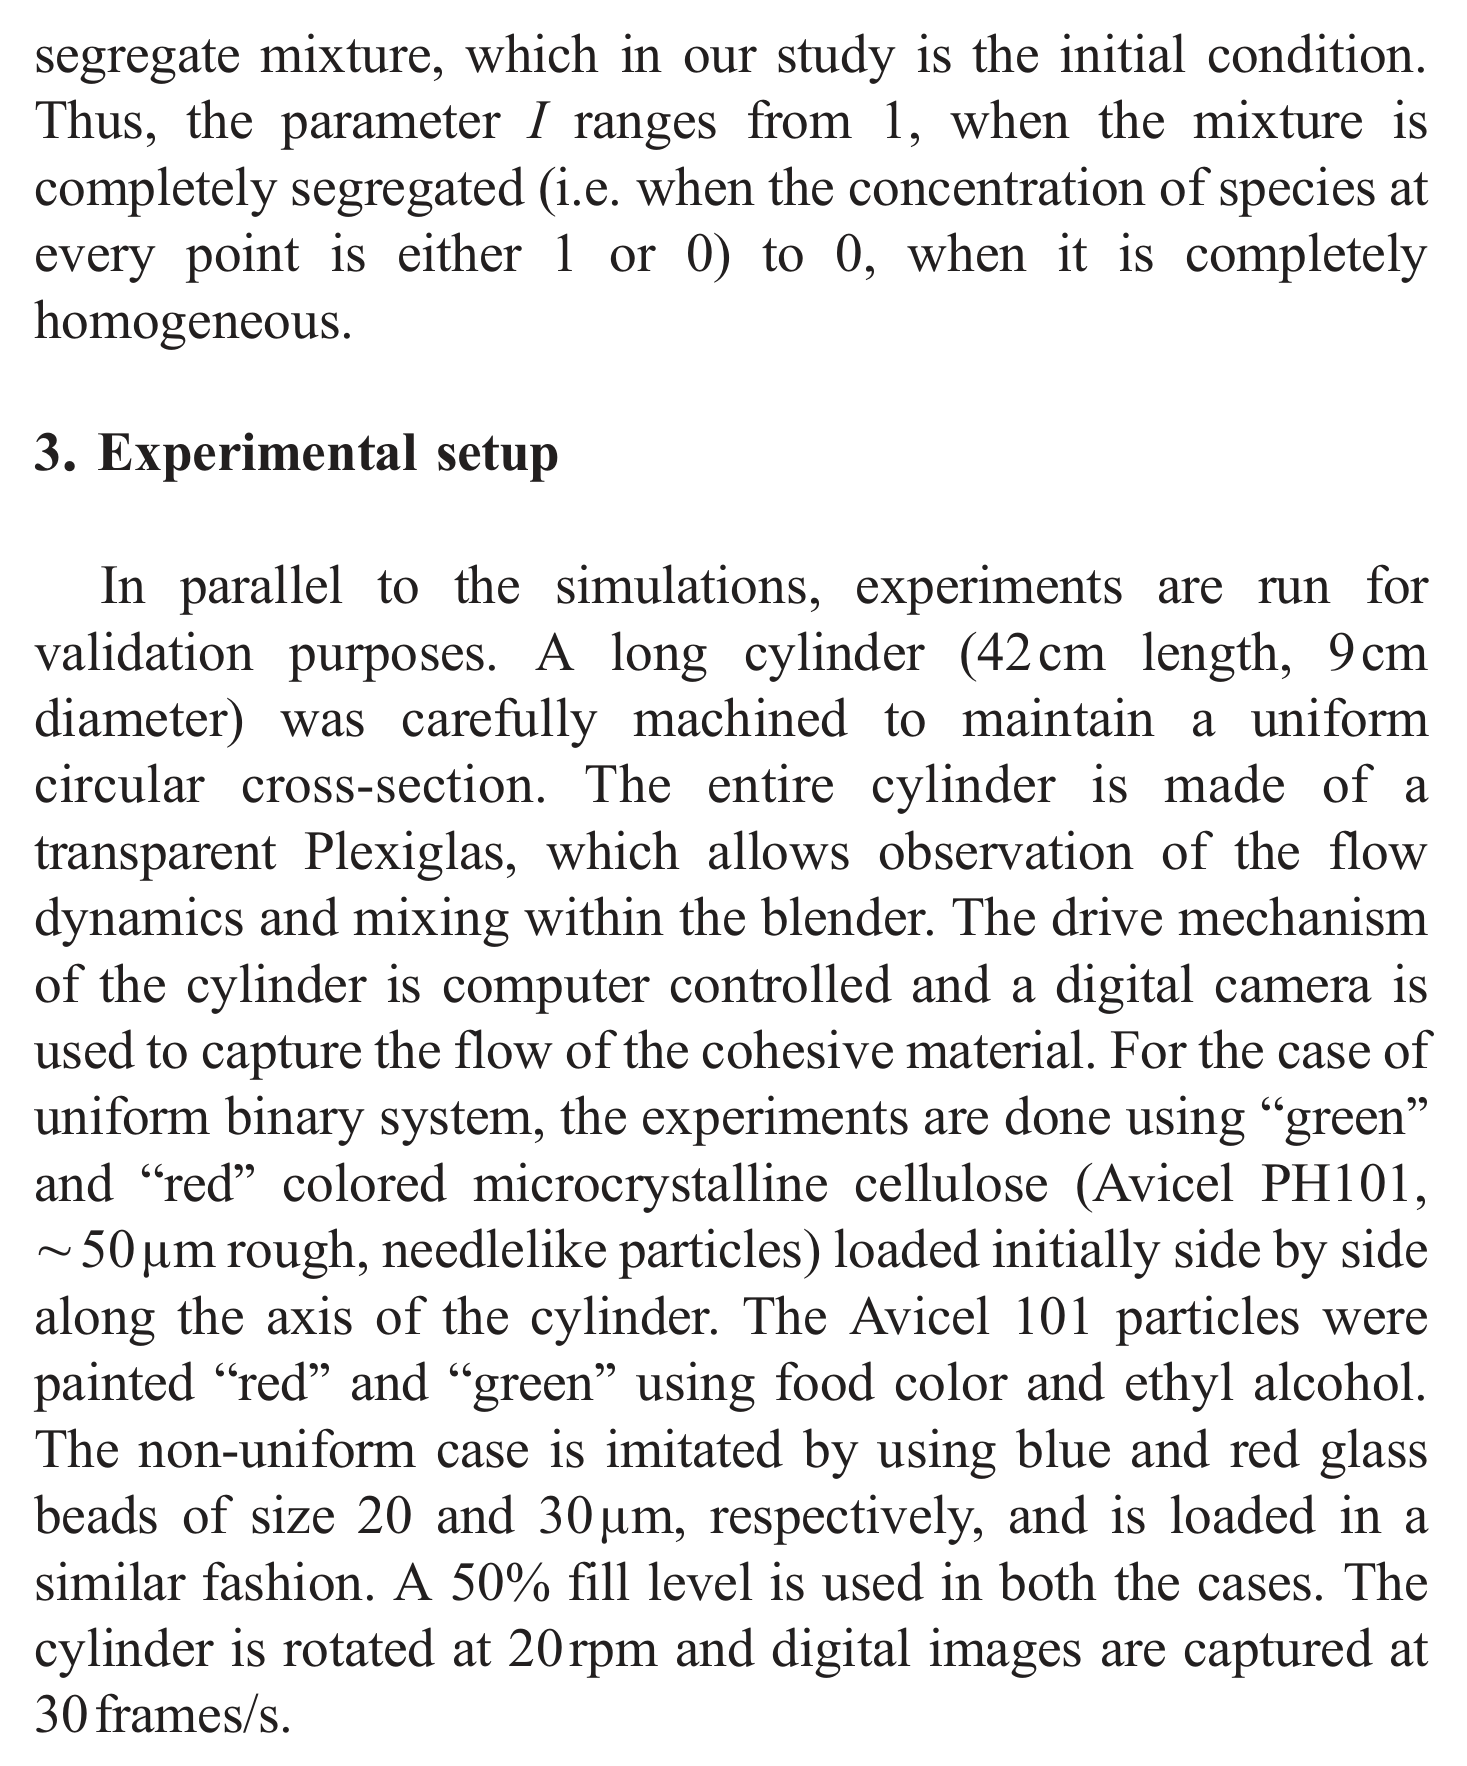 segregate mixture, which in our study is the initial condition.
Thus, the parameter I ranges from 1, when the mixture is
completely segregated (i.e. when the concentration of species at
every point is either 1 or 0) to 0, when it is completely
homogeneous.
3. Experimental setup
In parallel to the simulations, experiments are run for
validation purposes. A long cylinder (42 cm length, 9 cm
diameter) was carefully machined to maintain a uniform
circular cross-section. The entire cylinder is made of a
transparent Plexiglas, which allows observation of the flow
dynamics and mixing within the blender. The drive mechanism
of the cylinder is computer controlled and a digital camera is
used to capture the flow of the cohesive material. For the case of
uniform binary system, the experiments are done using “green”
and “red” colored microcrystalline cellulose (Avicel PH101,
~ 50 μm rough, needlelike particles) loaded initially side by side
along the axis of the cylinder. The Avicel 101 particles were
painted “red” and “green” using food color and ethyl alcohol.
The non-uniform case is imitated by using blue and red glass
beads of size 20 and 30 μm, respectively, and is loaded in a
similar fashion. A 50% fill level is used in both the cases. The
cylinder is rotated at 20 rpm and digital images are captured at
30 frames/s.